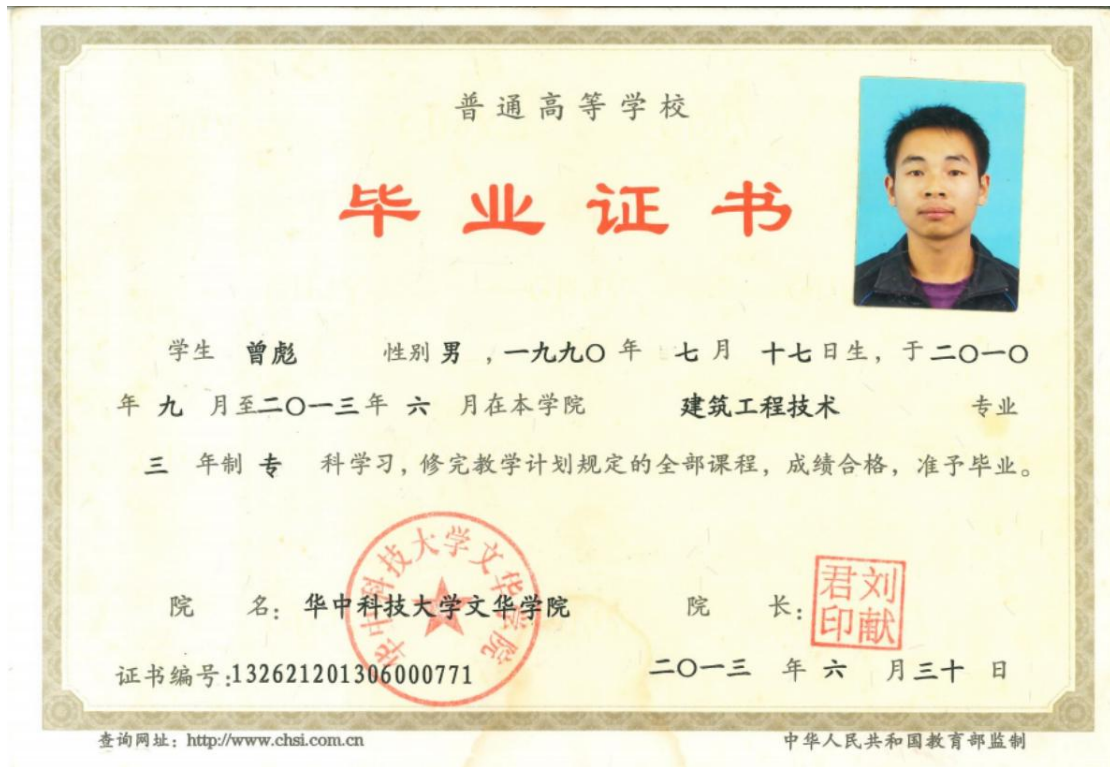 普通高等学校
毕业证书
学生 曾彪 性别 男 ，一九九〇 年 七 月 十七 日生，于 二〇一〇
年 九 月至 二〇一三 年 六 月在本学院 建筑工程技术 专业
三 年制 专 科学习，修完教学计划规定的全部课程，成绩合格，准予毕业。
华中科技大学文华学院
院 名：华中科技大学文华学院 院 长：
刘献君印
证书编号：132621201306000771 二〇一三 年 六 月 三十 日
查询网址：http://www.chsi.com.cn 中华人民共和国教育部监制